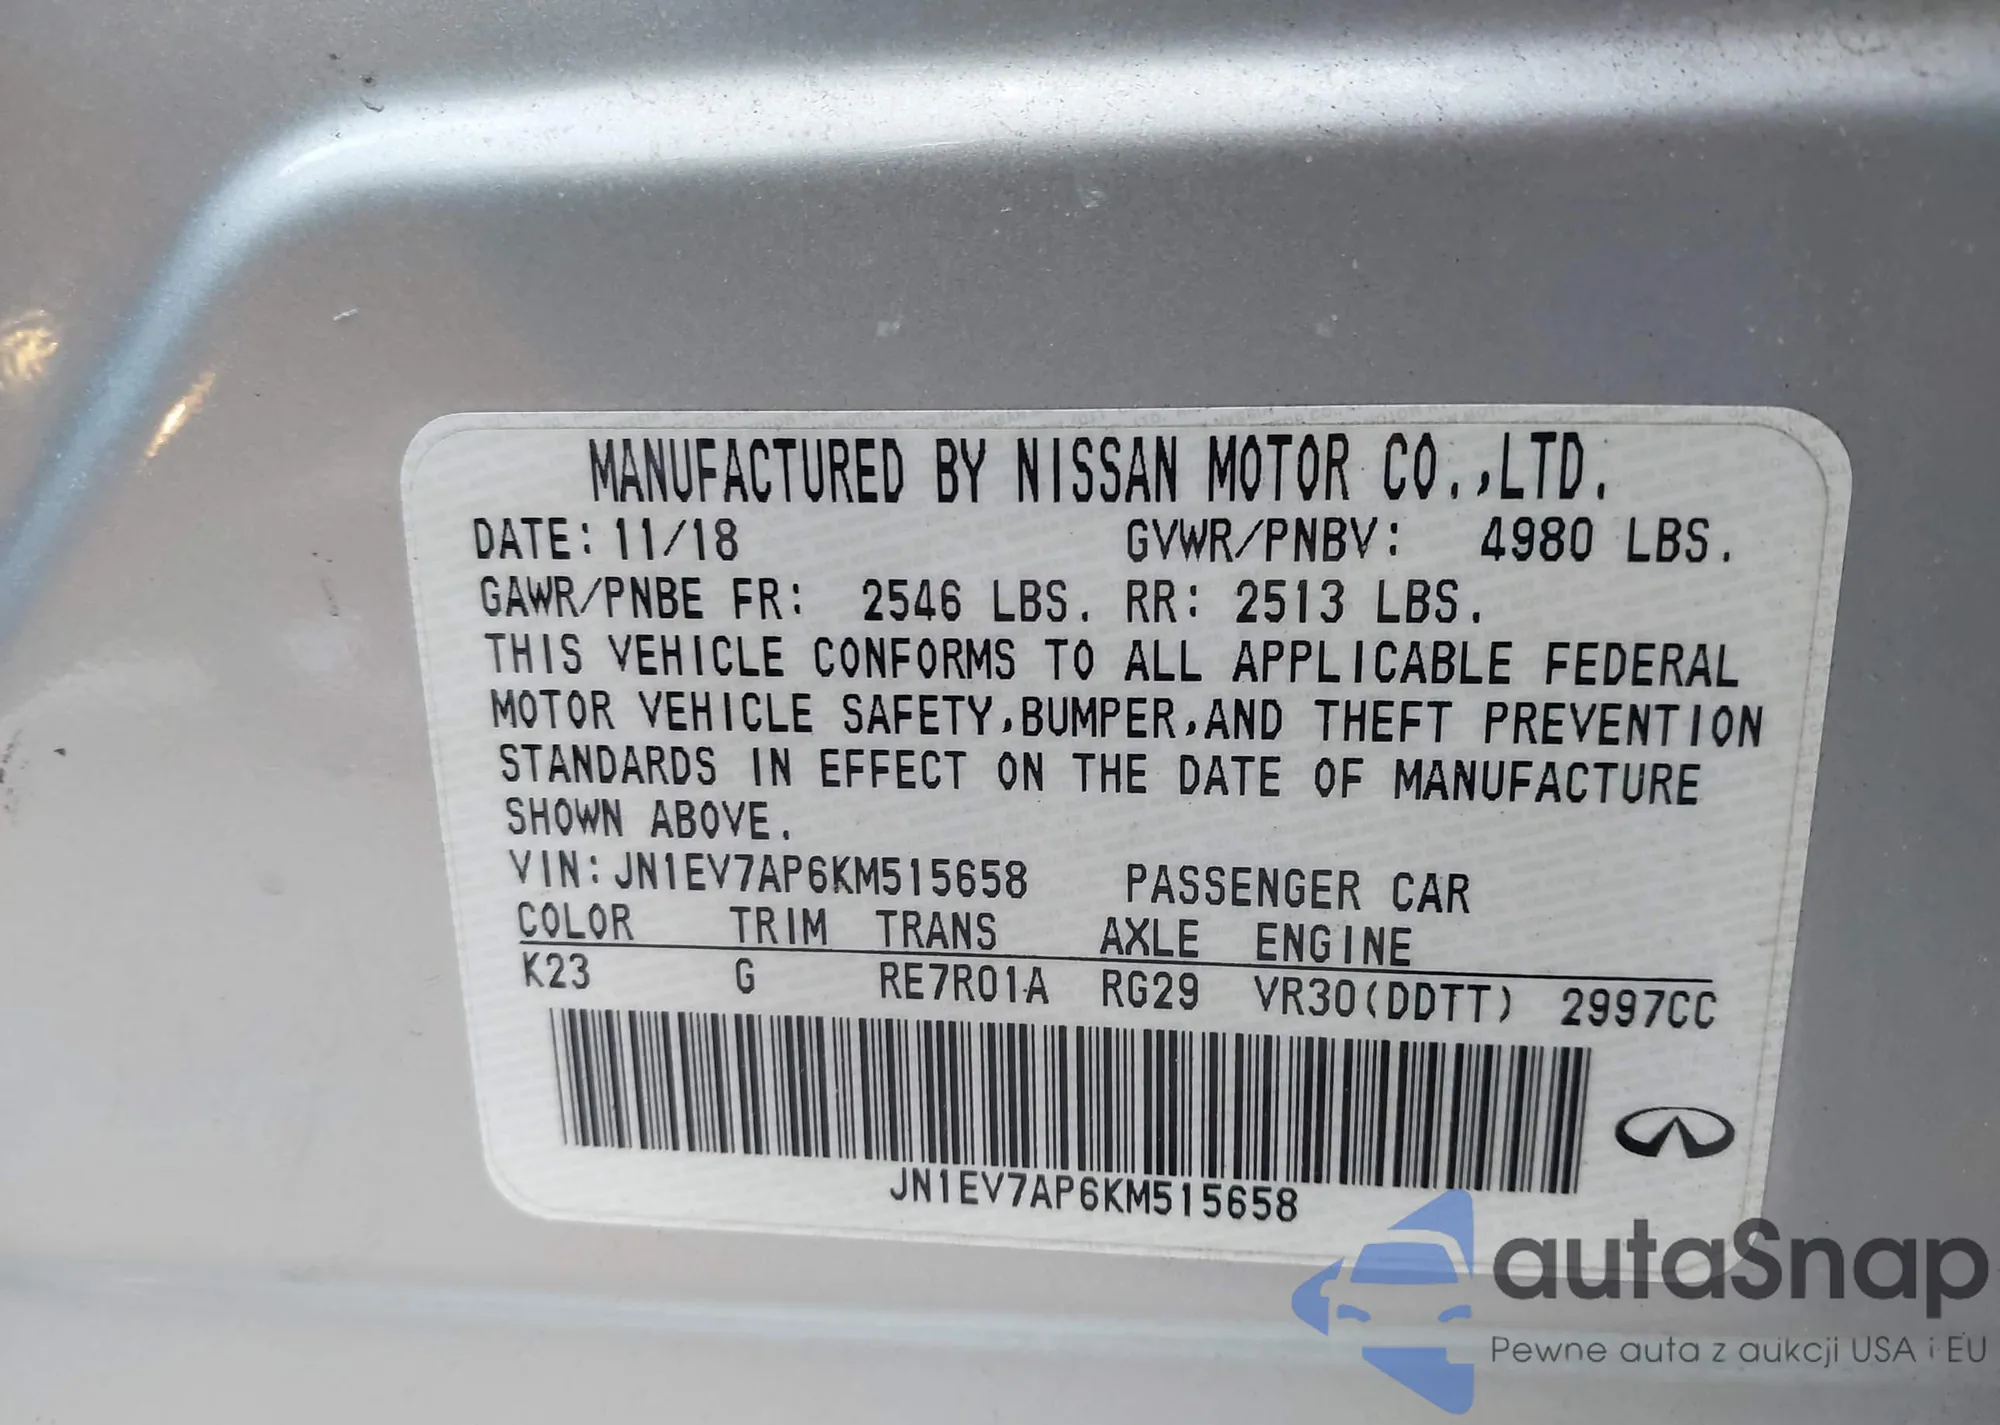 MANUFACTURED BY NISSAN MOTOR CO.,LTD.
DATE: 11/18 GVWR/PNBV: 4980 LBS.
GAWR/PNBE FR: 2546 LBS. RR: 2513 LBS.
THIS VEHICLE CONFORMS TO ALL APPLICABLE FEDERAL
MOTOR VEHICLE SAFETY,BUMPER,AND THEFT PREVENTION
STANDARDS IN EFFECT ON THE DATE OF MANUFACTURE
SHOWN ABOVE.
VIN: JN1EV7AP6KM515658 PASSENGER CAR
COLOR TRIM TRANS AXLE ENGINE
K23 G RE7R01A RG29 VR30(DDTT) 2997CC
JN1EV7AP6KM515658
autaSnap
Pewne auta z aukcji USA i EU